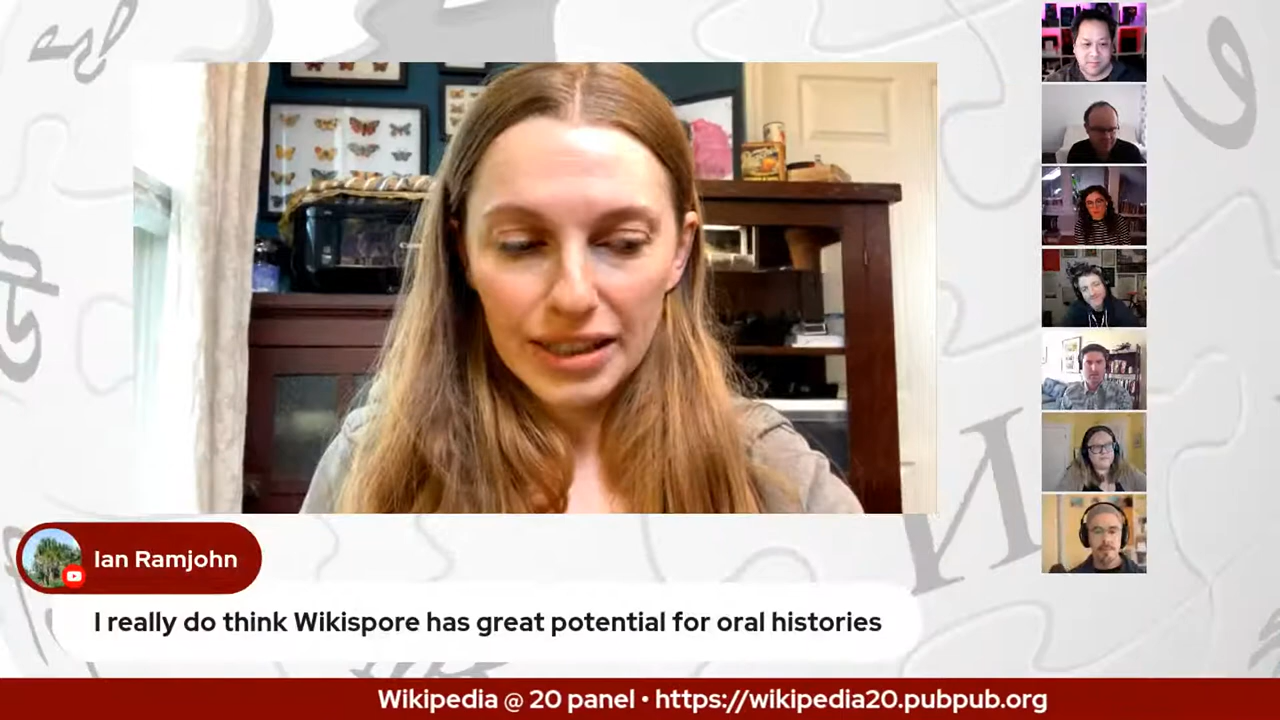 Ian Ramjohn
I really do think Wikispore has great potential for oral histories
Wikipedia @ 20 panel • https://wikipedia20.pubpub.org